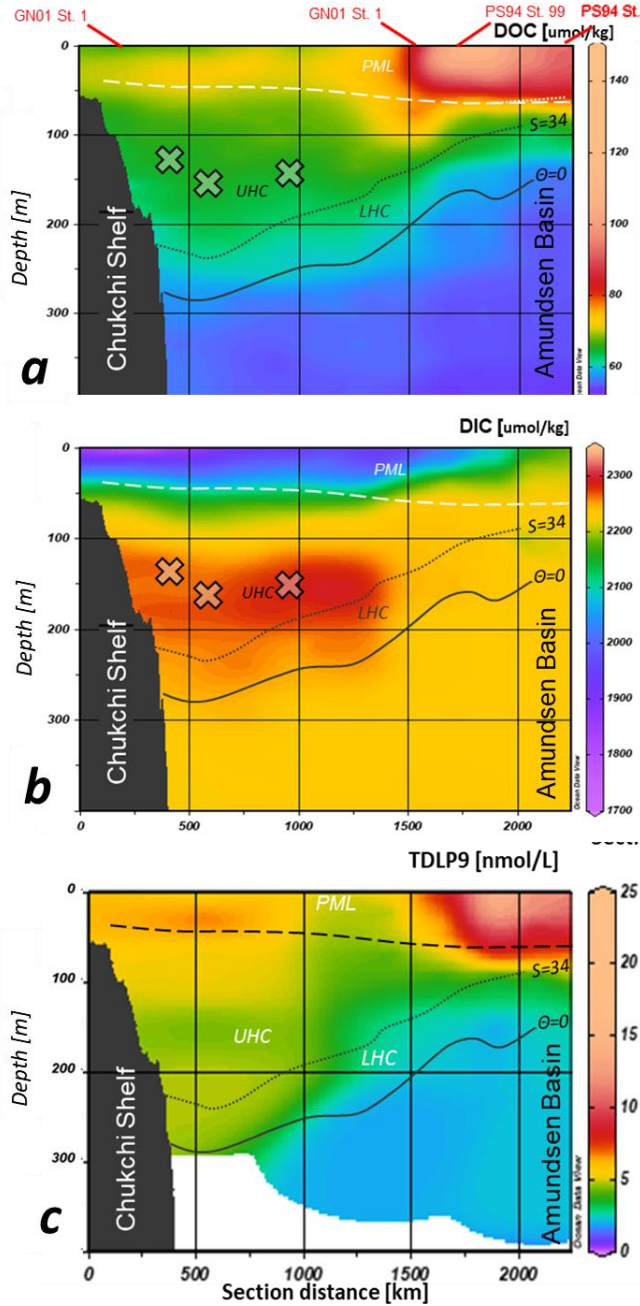 GN01 St. 1 GN01 St. 1 PS94 St. 99 PS94 St.
DOC [umol/kg]
0
PML
140
100
S=34
120
UHC
Θ=0
200
LHC
100
Depth [m]
Chukchi Shelf
Amundsen Basin
300
80
60
a
Ocean Data View
DIC [umol/kg]
0
PML
2300
100
S=34
2200
UHC
Θ=0
2100
LHC
200
2000
Depth [m]
Chukchi Shelf
Amundsen Basin
300
1900
1800
b
Ocean Data View
1700
0 500 1000 1500 2000
TDLP9 [nmol/L]
0
PML
25
100
S=34
20
UHC
Θ=0
15
LHC
200
Depth [m]
Chukchi Shelf
Amundsen Basin
10
300
5
c
Ocean Data View
0
0 500 1000 1500 2000
Section distance [km]